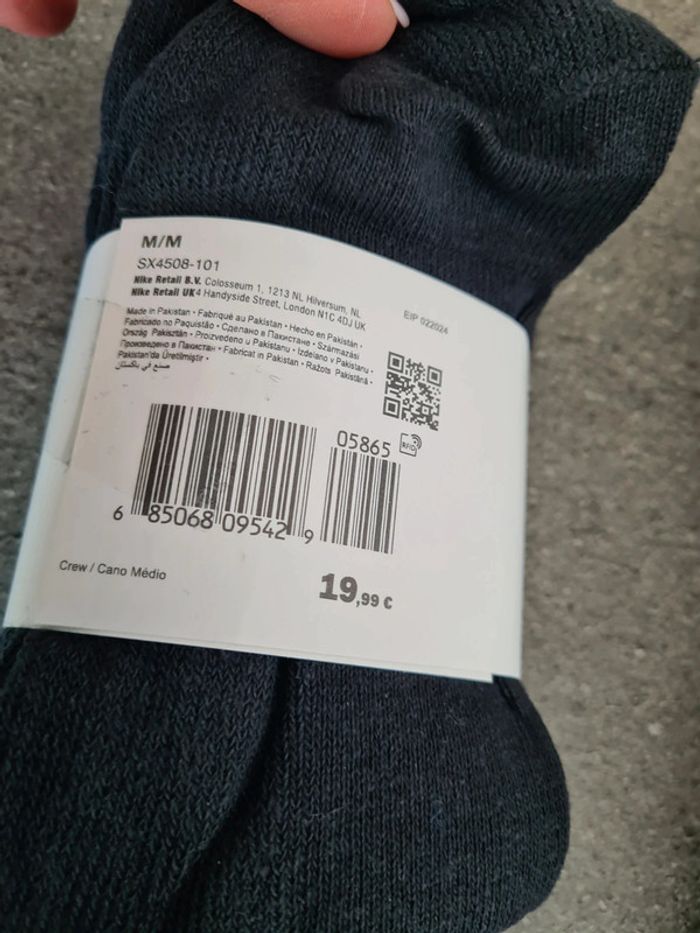 M/M
SX4508-101
Nike Retail B.V. Colosseum 1, 1213 NL Hilversum, NL
Nike Retail UK 4 Handyside Street, London N1C 4DJ UK
EIP 022024
Made in Pakistan • Fabriqué au Pakistan • Hecho en Pakistán •
Fabricado no Paquistão • Сделано в Пакистане • Származási
Ország Pakisztán • Proizvedeno u Pakistanu • Izdelano v Pakistanu •
Произведено в Пакистан • Fabricat în Pakistan • Ražots Pakistānā •
Pakistan'da Üretilmiştir •
صنع في باكستان
05865
RFID
6 85068 09542 9
Crew / Cano Médio
19,99 €